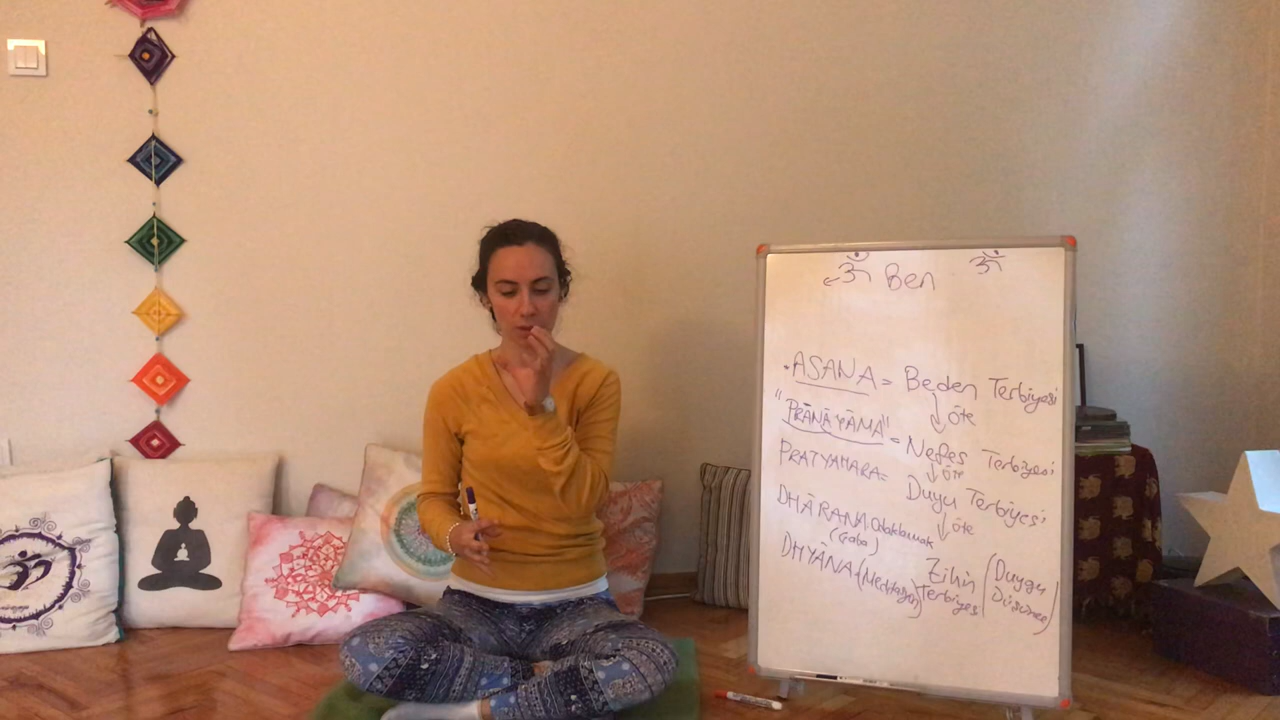 ॐ Ben ॐ
. ASANA = Beden Terbiyesi
↓ öte
"PRĀNĀYĀMA" = Nefes Terbiyesi
↓ öte
PRATYAHARA = Duyu Terbiyesi
↓ öte
DHĀRANA Odaklanmak
(Çaba)
DHYĀNA (Meditasyon) Zihin Terbiyesi (Duygu Düşünce)